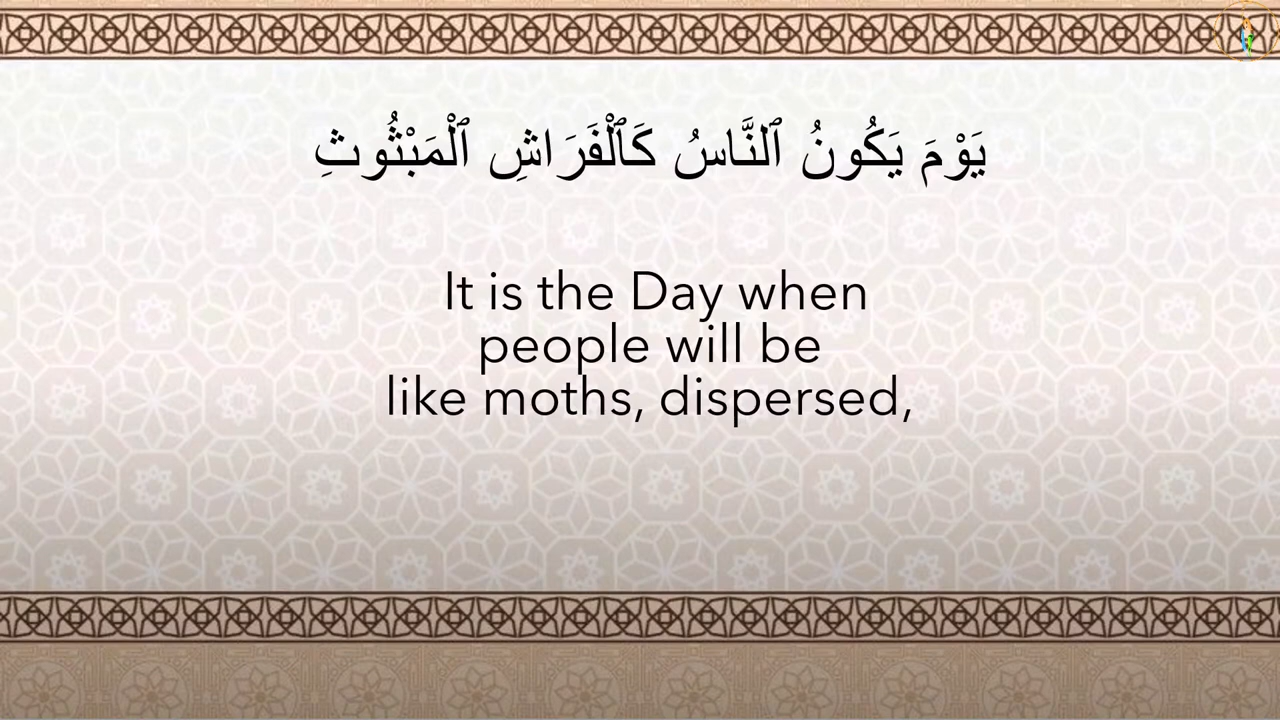 يَوْمَ يَكُونُ ٱلنَّاسُ كَٱلْفَرَاشِ ٱلْمَبْثُوثِ
It is the Day when
people will be
like moths, dispersed,